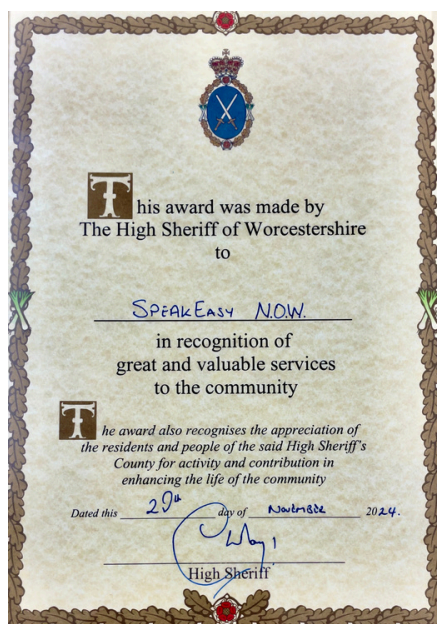 This award was made by
The High Sheriff of Worcestershire
to
SPEAKEASY N.O.W.
in recognition of
great and valuable services
to the community
The award also recognises the appreciation of
the residents and people of the said High Sheriff's
County for activity and contribution in
enhancing the life of the community
Dated this 29th day of NOVEMBER 2024.
High Sheriff